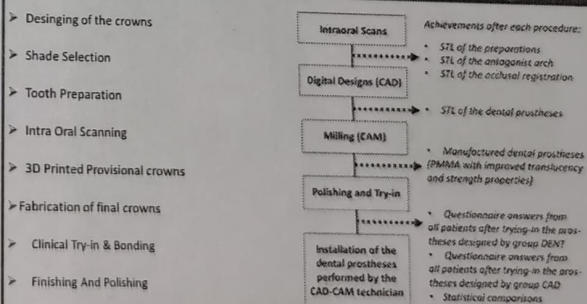 ➢ Desinging of the crowns
➢ Shade Selection
➢ Tooth Preparation
➢ Intra Oral Scanning
➢ 3D Printed Provisional crowns
➢ Fabrication of final crowns
➢ Clinical Try-in & Bonding
➢ Finishing And Polishing
Intraoral Scans
Digital Designs (CAD)
Milling (CAM)
Polishing and Try-in
Installation of the
dental prostheses
performed by the
CAD-CAM technician
Achievements after each procedure:
• STL of the preparations
• STL of the antagonist arch
• STL of the occlusal registration
• STL of the dental prostheses
• Manufactured dental prostheses
(PMMA with improved translucency
and strength properties)
• Questionnaire answers from
all patients after trying-in the pros-
theses designed by group DENT
• Questionnaire answers from
all patients after trying-in the pros-
theses designed by group CAD
• Statistical comparisons